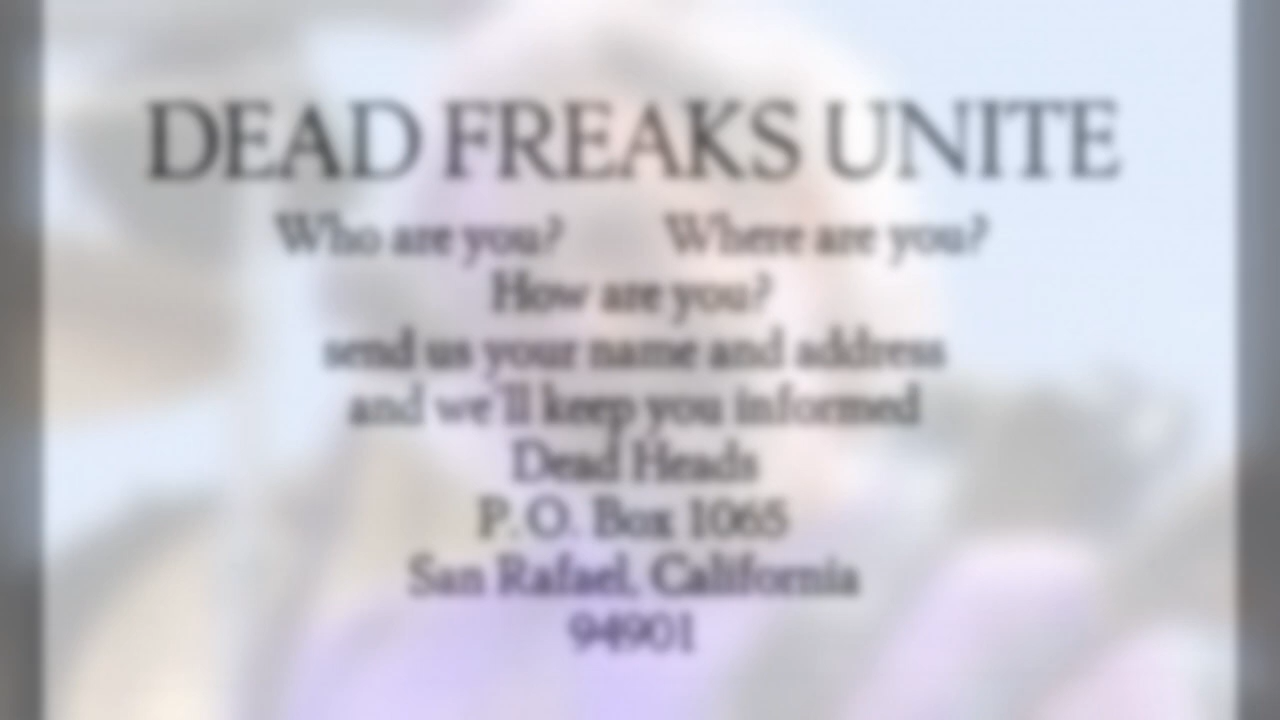 DEAD FREAKS UNITE
Who are you? Where are you?
How are you?
send us your name and address
and we'll keep you informed
Dead Heads
P. O. Box 1065
San Rafael, California
94901